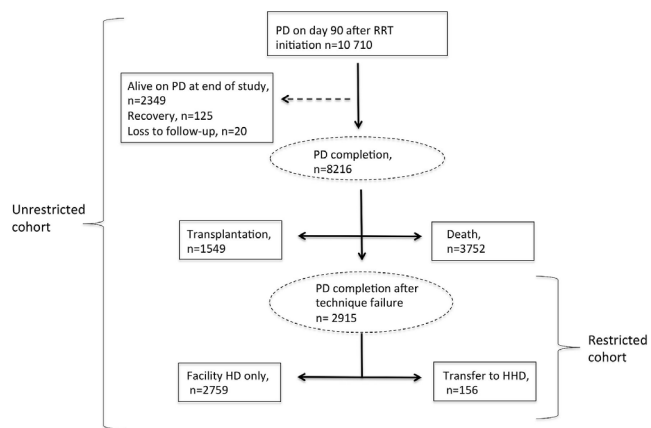 PD on day 90 after RRT
initiation n=10 710
Alive on PD at end of study,
n=2349
Recovery, n=125
Loss to follow-up, n=20
PD completion,
n=8216
Unrestricted
cohort
Transplantation,
n=1549
Death,
n=3752
PD completion after
technique failure
n= 2915
Restricted
cohort
Facility HD only,
n=2759
Transfer to HHD,
n=156